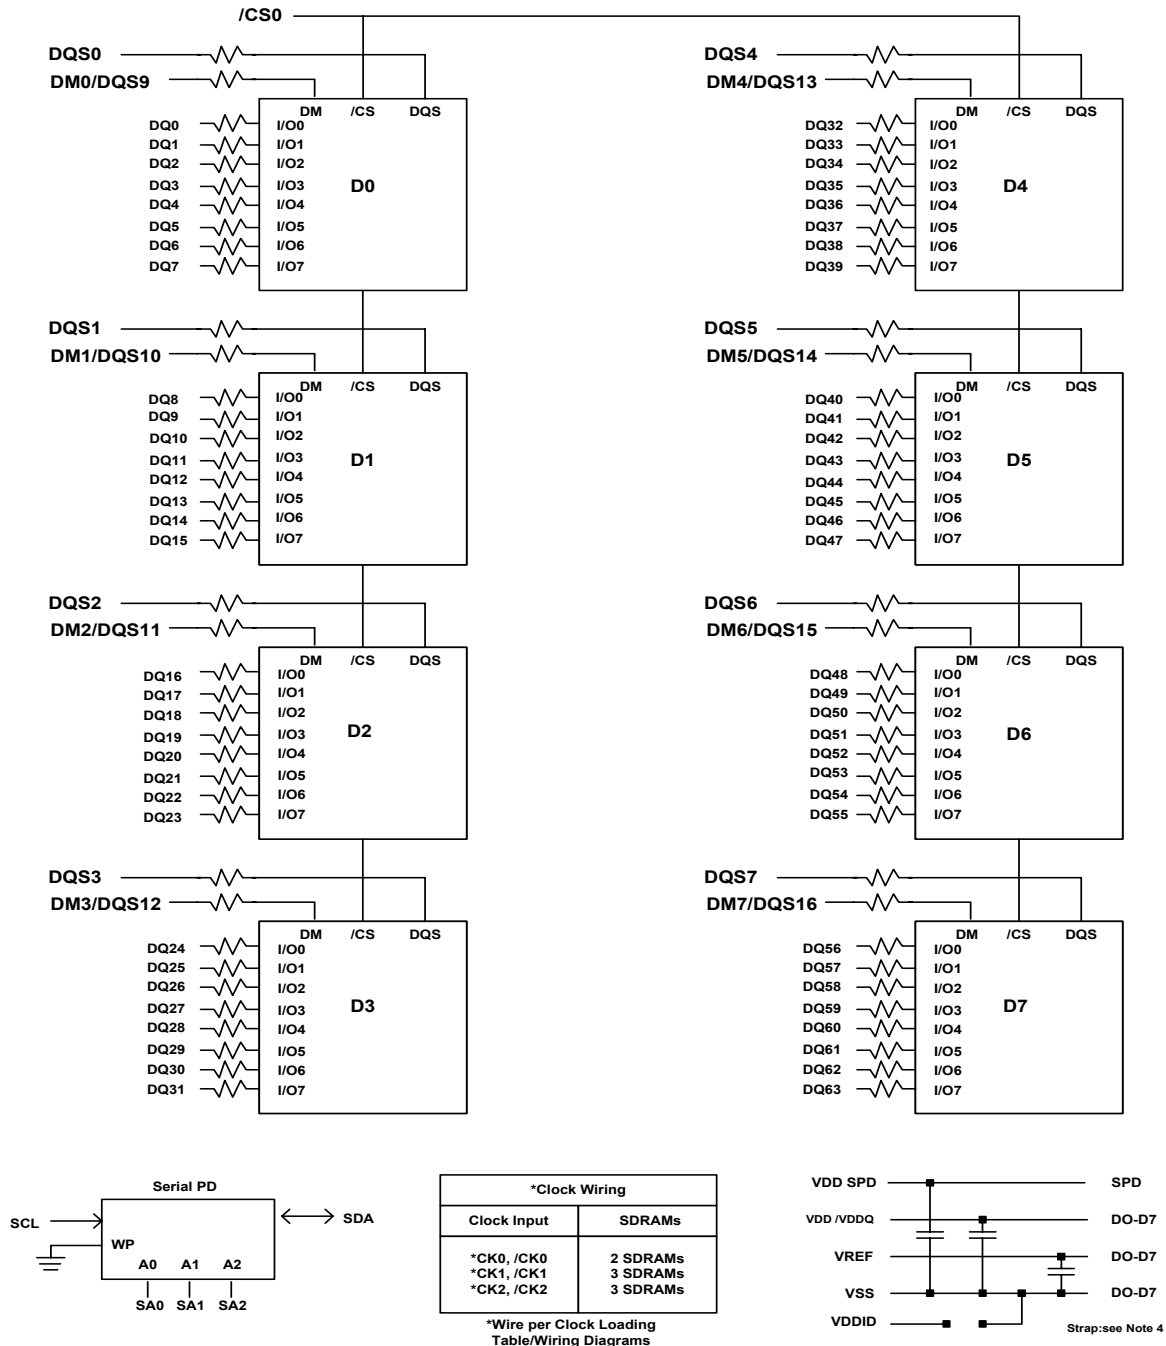 /CS0
DQS0
DM0/DQS9
DM /CS DQS
DQ0 I/O0
DQ1 I/O1
DQ2 I/O2
DQ3 I/O3
DQ4 I/O4
DQ5 I/O5
DQ6 I/O6
DQ7 I/O7
D0
DQS1
DM1/DQS10
DM /CS DQS
DQ8 I/O0
DQ9 I/O1
DQ10 I/O2
DQ11 I/O3
DQ12 I/O4
DQ13 I/O5
DQ14 I/O6
DQ15 I/O7
D1
DQS2
DM2/DQS11
DM /CS DQS
DQ16 I/O0
DQ17 I/O1
DQ18 I/O2
DQ19 I/O3
DQ20 I/O4
DQ21 I/O5
DQ22 I/O6
DQ23 I/O7
D2
DQS3
DM3/DQS12
DM /CS DQS
DQ24 I/O0
DQ25 I/O1
DQ26 I/O2
DQ27 I/O3
DQ28 I/O4
DQ29 I/O5
DQ30 I/O6
DQ31 I/O7
D3
DQS4
DM4/DQS13
DM /CS DQS
DQ32 I/O0
DQ33 I/O1
DQ34 I/O2
DQ35 I/O3
DQ36 I/O4
DQ37 I/O5
DQ38 I/O6
DQ39 I/O7
D4
DQS5
DM5/DQS14
DM /CS DQS
DQ40 I/O0
DQ41 I/O1
DQ42 I/O2
DQ43 I/O3
DQ44 I/O4
DQ45 I/O5
DQ46 I/O6
DQ47 I/O7
D5
DQS6
DM6/DQS15
DM /CS DQS
DQ48 I/O0
DQ49 I/O1
DQ50 I/O2
DQ51 I/O3
DQ52 I/O4
DQ53 I/O5
DQ54 I/O6
DQ55 I/O7
D6
DQS7
DM7/DQS16
DM /CS DQS
DQ56 I/O0
DQ57 I/O1
DQ58 I/O2
DQ59 I/O3
DQ60 I/O4
DQ61 I/O5
DQ62 I/O6
DQ63 I/O7
D7
Serial PD
SCL
SDA
WP
A0 A1 A2
SA0 SA1 SA2
*Clock Wiring
Clock Input SDRAMs
*CK0, /CK0 2 SDRAMs
*CK1, /CK1 3 SDRAMs
*CK2, /CK2 3 SDRAMs
*Wire per Clock Loading
Table/Wiring Diagrams
VDD SPD SPD
VDD /VDDQ DO-D7
VREF DO-D7
VSS DO-D7
VDDID
Strap:see Note 4